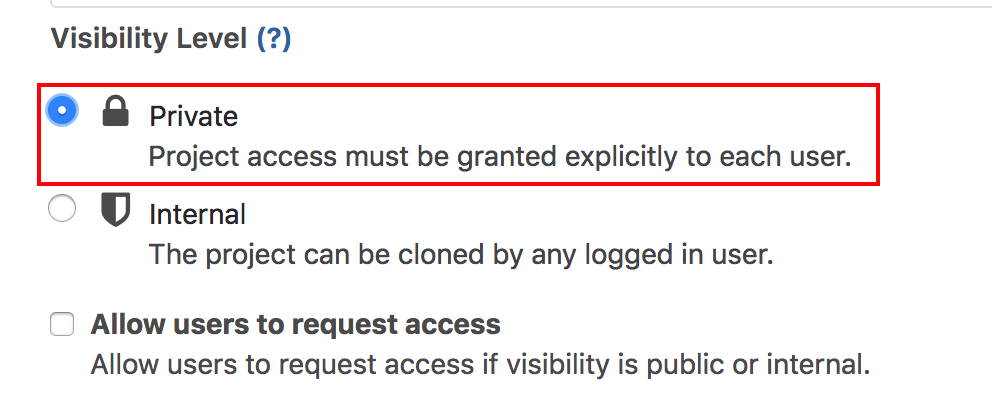 Visibility Level (?)
Private
Project access must be granted explicitly to each user.
Internal
The project can be cloned by any logged in user.
Allow users to request access
Allow users to request access if visibility is public or internal.